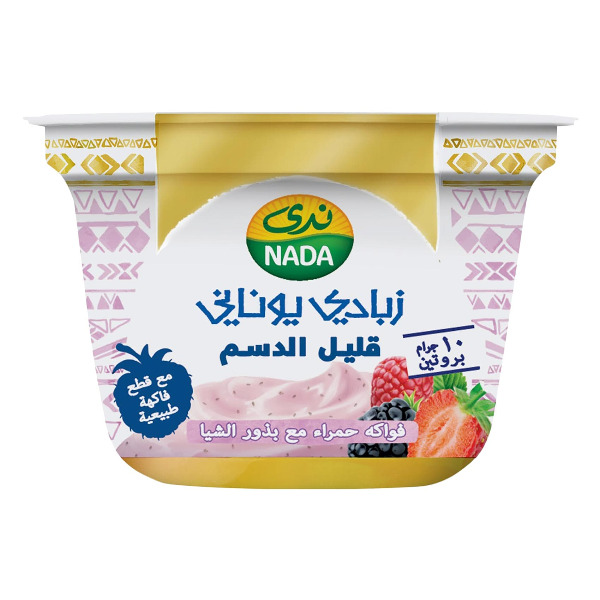 ندى
NADA
زبادي يوناني
قليل الدسم
١٠ جرام
بروتين
مع قطع
فاكهة
طبيعية
فواكه حمراء مع بذور الشيا